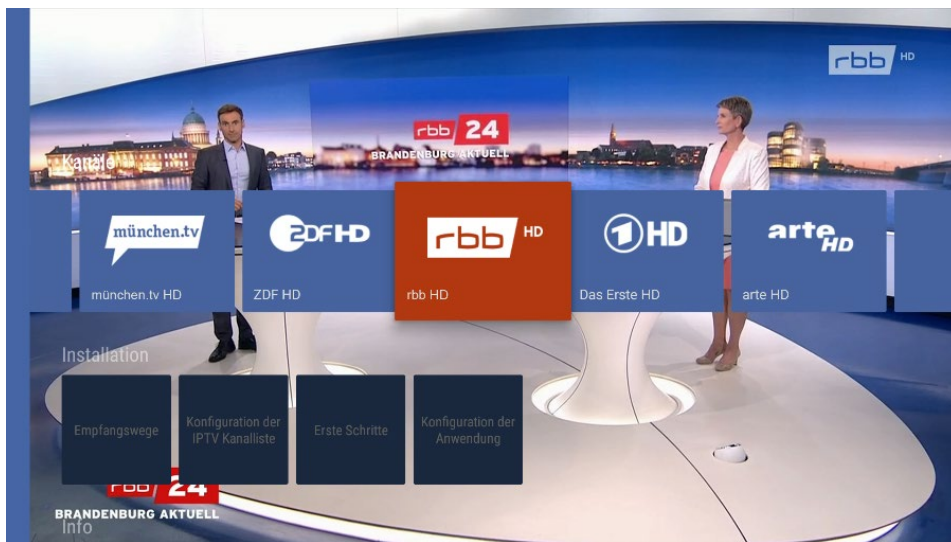 rbb HD
rbb 24
BRANDENBURG AKTUELL
Kanäle
münchen.tv
ZDF HD
rbb HD
1 HD
arte HD
münchen.tv HD
ZDF HD
rbb HD
Das Erste HD
arte HD
Installation
Empfangswege
Konfiguration der
IPTV Kanalliste
Erste Schritte
Konfiguration der
Anwendung
rbb 24
BRANDENBURG AKTUELL
Info